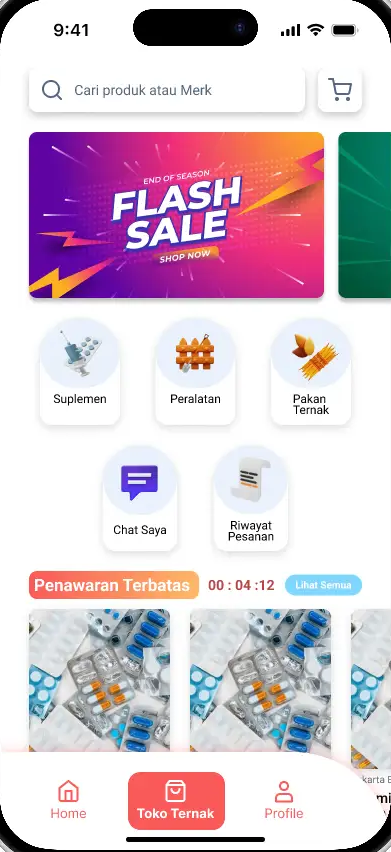 9:41
Cari produk atau Merk
END OF SEASON
FLASH
SALE
SHOP NOW
Suplemen
Peralatan
Pakan
Ternak
Chat Saya
Riwayat
Pesanan
Penawaran Terbatas
00 : 04 :12
Lihat Semua
Home
Toko Ternak
Profile